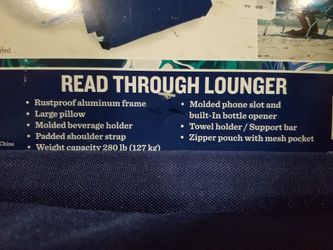 READ THROUGH LOUNGER
• Rustproof aluminum frame
• Large pillow
• Molded beverage holder
• Padded shoulder strap
• Weight capacity 280 lb (127 kg)
• Molded phone slot and
built-In bottle opener
• Towel holder / Support bar
• Zipper pouch with mesh pocket